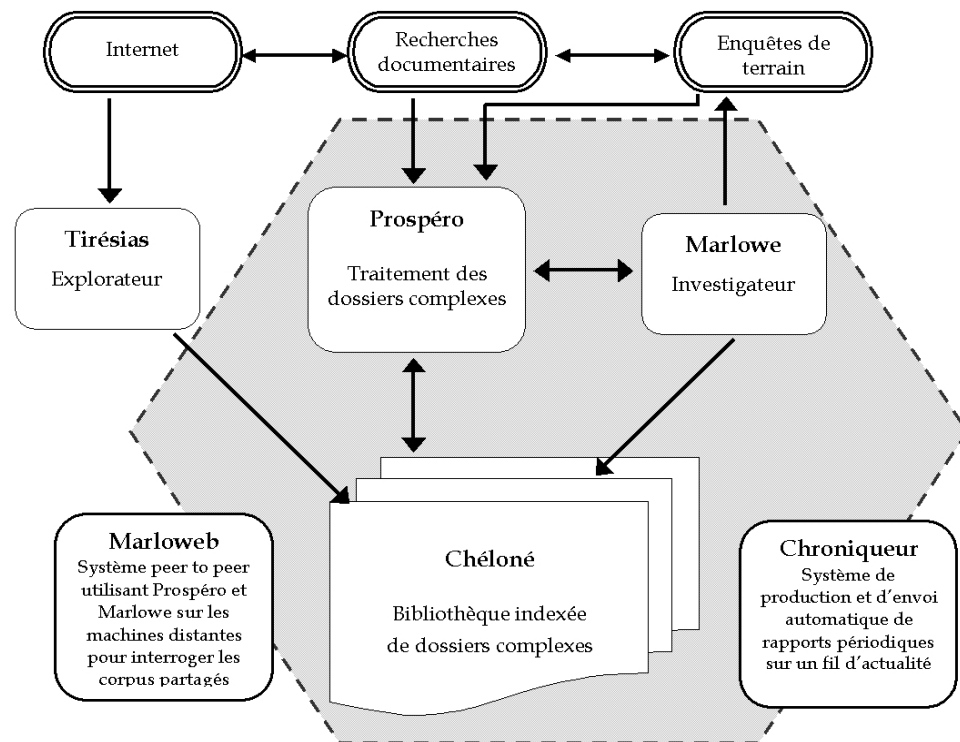 Internet
Recherches
documentaires
Enquêtes de
terrain
Tirésias
Explorateur
Prospéro
Traitement des
dossiers complexes
Marlowe
Investigateur
Marloweb
Système peer to peer
utilisant Prospéro et
Marlowe sur les
machines distantes
pour interroger les
corpus partagés
Chéloné
Bibliothèque indexée
de dossiers complexes
Chroniqueur
Système de
production et d’envoi
automatique de
rapports périodiques
sur un fil d’actualité